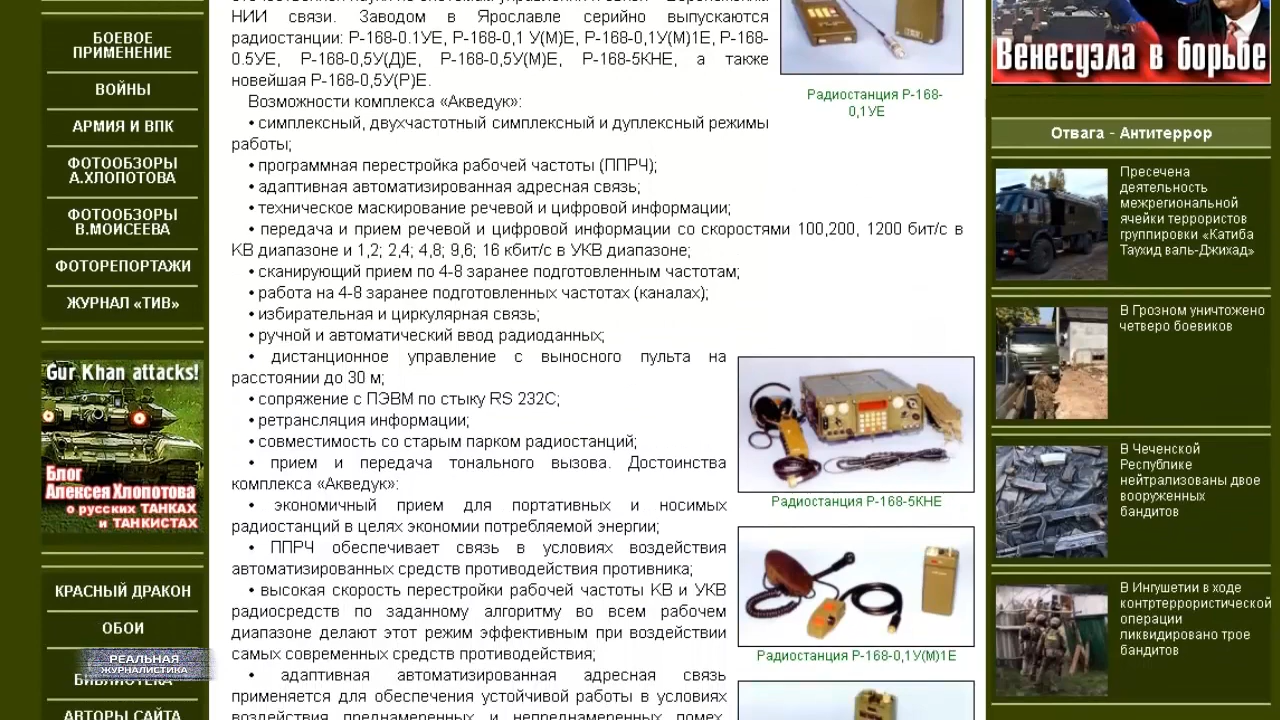 БОЕВОЕ
ПРИМЕНЕНИЕ
ВОЙНЫ
АРМИЯ И ВПК
ФОТООБЗОРЫ
А.ХЛОПОТОВА
ФОТООБЗОРЫ
В.МОИСЕЕВА
ФОТОРЕПОРТАЖИ
ЖУРНАЛ «ТИВ»
Gur Khan attacks!
Блог
Алексея Хлопотова
о русских ТАНКАХ
и ТАНКИСТАХ
КРАСНЫЙ ДРАКОН
ОБОИ
РЕАЛЬНАЯ
ЖУРНАЛИСТИКА
БИБЛИОТЕКА
АВТОРЫ САЙТА
НИИ связи. Заводом в Ярославле серийно выпускаются
радиостанции: Р-168-0.1УЕ, Р-168-0,1 У(М)Е, Р-168-0,1У(М)1Е, Р-168-
0.5УЕ, Р-168-0,5У(Д)Е, Р-168-0,5У(М)Е, Р-168-5КНЕ, а также
новейшая Р-168-0,5У(Р)Е.
Возможности комплекса «Акведук»:
• симплексный, двухчастотный симплексный и дуплексный режимы
работы;
• программная перестройка рабочей частоты (ППРЧ);
• адаптивная автоматизированная адресная связь;
• техническое маскирование речевой и цифровой информации;
• передача и прием речевой и цифровой информации со скоростями 100,200, 1200 бит/с в
КВ диапазоне и 1,2; 2,4; 4,8; 9,6; 16 кбит/с в УКВ диапазоне;
• сканирующий прием по 4-8 заранее подготовленным частотам;
• работа на 4-8 заранее подготовленных частотах (каналах);
• избирательная и циркулярная связь;
• ручной и автоматический ввод радиоданных;
• дистанционное управление с выносного пульта на
расстоянии до 30 м;
• сопряжение с ПЭВМ по стыку RS 232C;
• ретрансляция информации;
• совместимость со старым парком радиостанций;
• прием и передача тонального вызова. Достоинства
комплекса «Акведук»:
• экономичный прием для портативных и носимых
радиостанций в целях экономии потребляемой энергии;
• ППРЧ обеспечивает связь в условиях воздействия
автоматизированных средств противодействия противника;
• высокая скорость перестройки рабочей частоты КВ и УКВ
радиосредств по заданному алгоритму во всем рабочем
диапазоне делают этот режим эффективным при воздействии
самых современных средств противодействия;
• адаптивная автоматизированная адресная связь
применяется для обеспечения устойчивой работы в условиях
воздействия преднамеренных и непреднамеренных помех,
Радиостанция Р-168-
0,1УЕ
Радиостанция Р-168-5КНЕ
Радиостанция Р-168-0,1У(М)1Е
Венесуэла в борьбе
Отвага - Антитеррор
Пресечена
деятельность
межрегиональной
ячейки террористов
группировки «Катиба
Таухид валь-Джихад»
В Грозном уничтожено
четверо боевиков
В Чеченской
Республике
нейтрализованы двое
вооруженных
бандитов
В Ингушетии в ходе
контртеррористической
операции
ликвидировано трое
бандитов